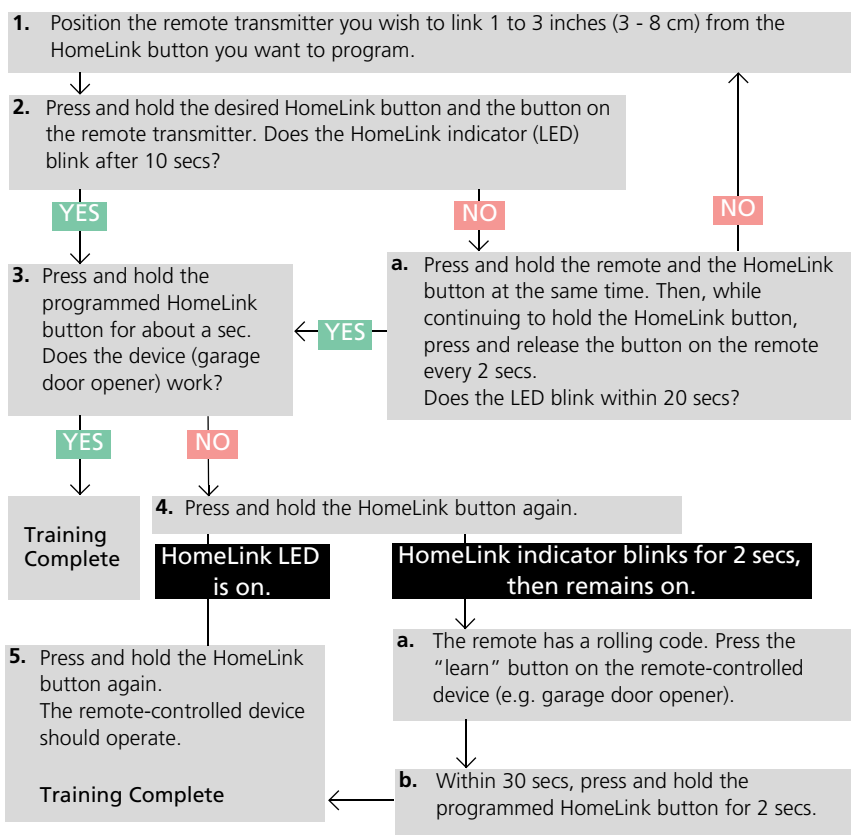 1. Position the remote transmitter you wish to link 1 to 3 inches (3 - 8 cm) from the
HomeLink button you want to program.
2. Press and hold the desired HomeLink button and the button on
the remote transmitter. Does the HomeLink indicator (LED)
blink after 10 secs?
YES
NO
NO
3. Press and hold the
programmed HomeLink
button for about a sec.
Does the device (garage
door opener) work?
YES
a. Press and hold the remote and the HomeLink
button at the same time. Then, while
continuing to hold the HomeLink button,
press and release the button on the remote
every 2 secs.
Does the LED blink within 20 secs?
YES
NO
Training
Complete
4. Press and hold the HomeLink button again.
HomeLink LED
is on.
HomeLink indicator blinks for 2 secs,
then remains on.
5. Press and hold the HomeLink
button again.
The remote-controlled device
should operate.
Training Complete
a. The remote has a rolling code. Press the
“learn” button on the remote-controlled
device (e.g. garage door opener).
b. Within 30 secs, press and hold the
programmed HomeLink button for 2 secs.